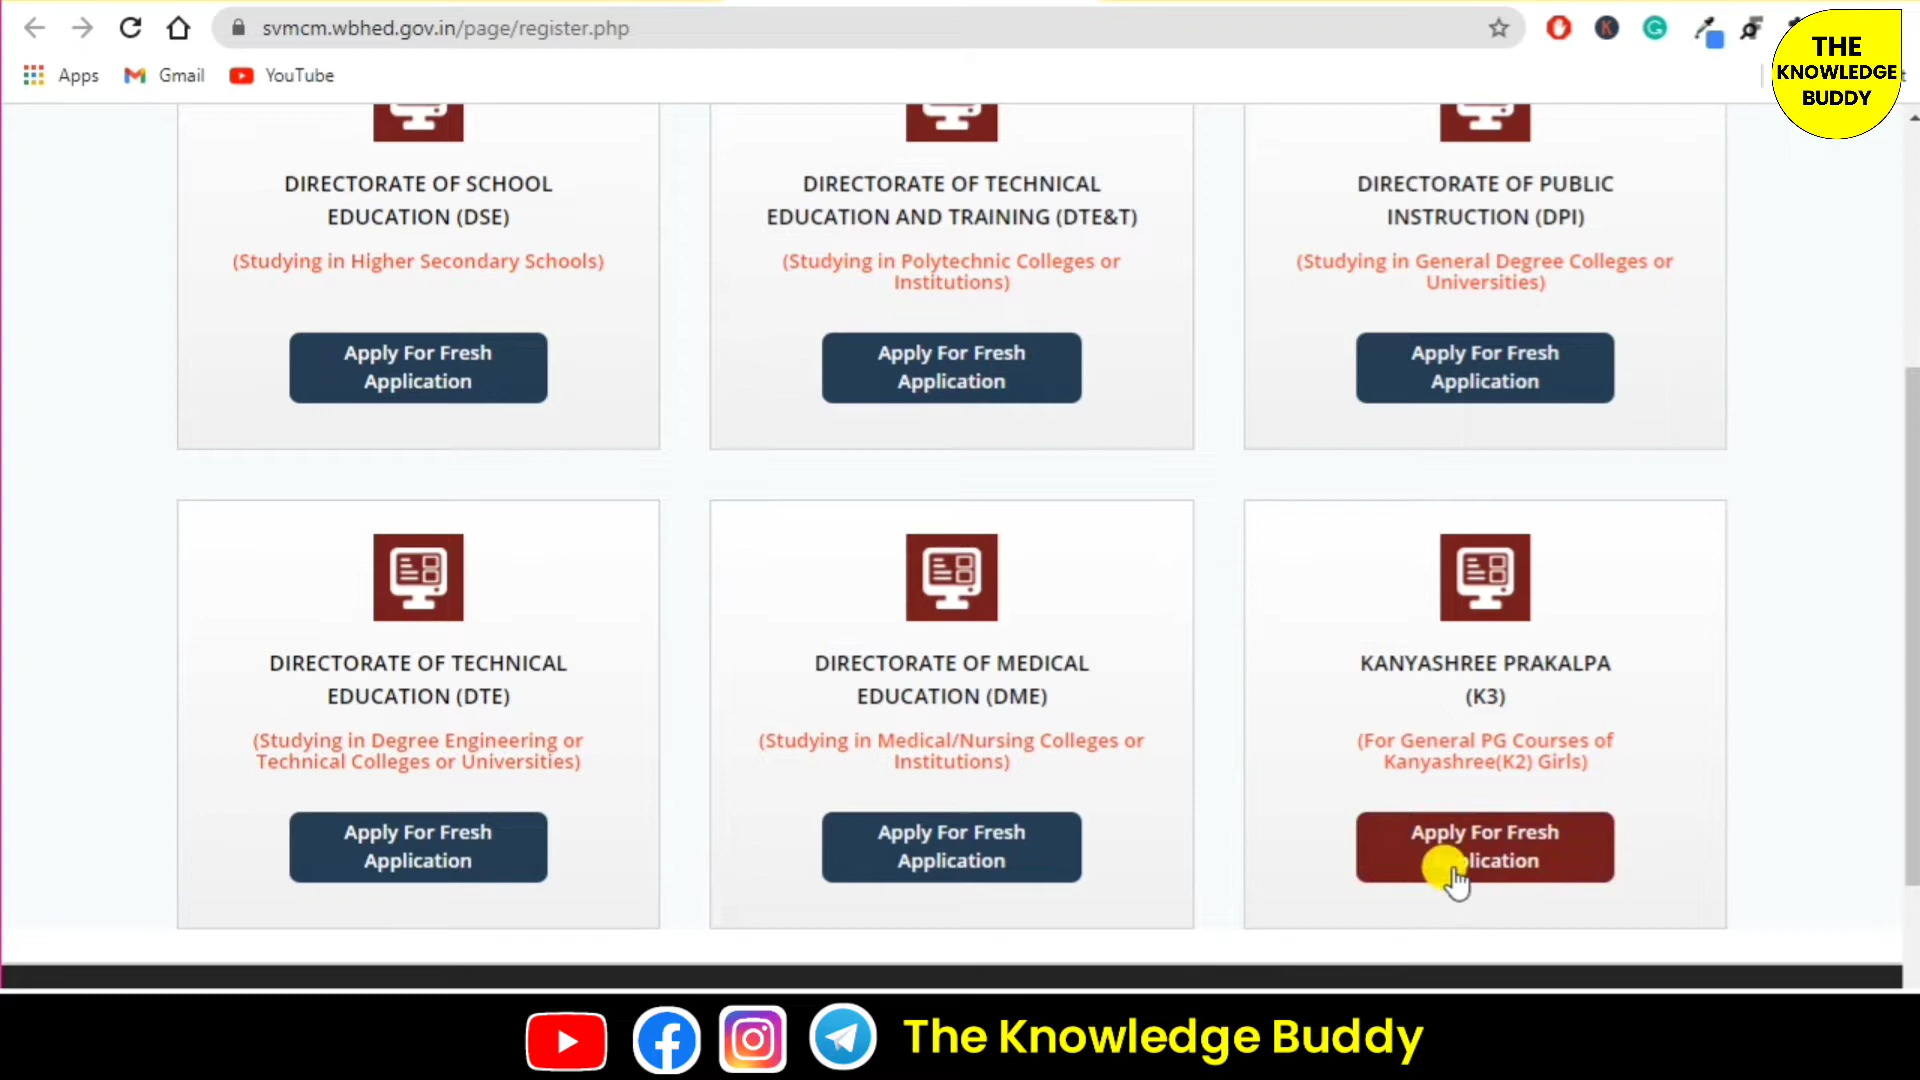 svmcm.wbhed.gov.in/page/register.php
Apps
Gmail
YouTube
THE
KNOWLEDGE
BUDDY
DIRECTORATE OF SCHOOL
EDUCATION (DSE)
(Studying in Higher Secondary Schools)
Apply For Fresh
Application
DIRECTORATE OF TECHNICAL
EDUCATION AND TRAINING (DTE&T)
(Studying in Polytechnic Colleges or
Institutions)
Apply For Fresh
Application
DIRECTORATE OF PUBLIC
INSTRUCTION (DPI)
(Studying in General Degree Colleges or
Universities)
Apply For Fresh
Application
DIRECTORATE OF TECHNICAL
EDUCATION (DTE)
(Studying in Degree Engineering or
Technical Colleges or Universities)
Apply For Fresh
Application
DIRECTORATE OF MEDICAL
EDUCATION (DME)
(Studying in Medical/Nursing Colleges or
Institutions)
Apply For Fresh
Application
KANYASHREE PRAKALPA
(K3)
(For General PG Courses of
Kanyashree(K2) Girls)
Apply For Fresh
plication
The Knowledge Buddy